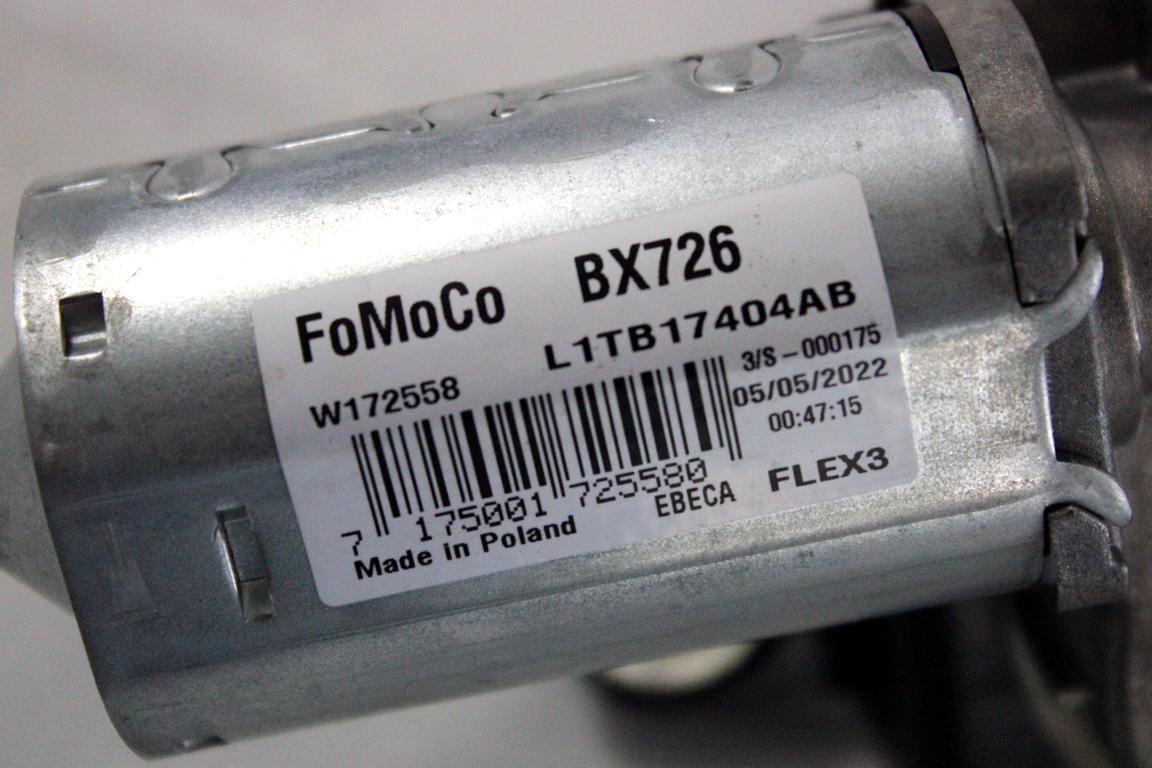 FoMoCo BX726
L1TB17404AB
W172558
3/S-000175
05/05/2022
00:47:15
7 175001 725580
EBECA FLEX3
Made in Poland